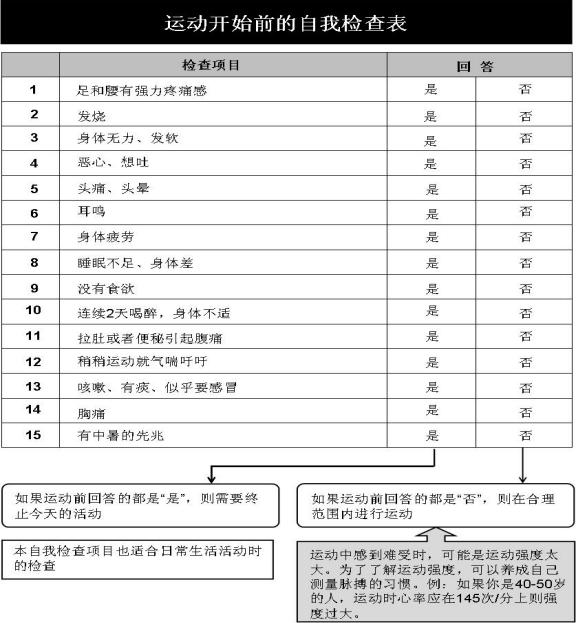 运动开始前的自我检查表
检查项目 回 答
1 足和腰有强力疼痛感 是 否
2 发烧 是 否
3 身体无力、发软 是 否
4 恶心、想吐 是 否
5 头痛、头晕 是 否
6 耳鸣 是 否
7 身体疲劳 是 否
8 睡眠不足、身体差 是 否
9 没有食欲 是 否
10 连续2天喝醉，身体不适 是 否
11 拉肚或者便秘引起腹痛 是 否
12 稍稍运动就气喘吁吁 是 否
13 咳嗽、有痰、似乎要感冒 是 否
14 胸痛 是 否
15 有中暑的先兆 是 否
如果运动前回答的都是“是”，则需要终
止今天的活动
如果运动前回答的都是“否”，则在合理
范围内进行运动
本自我检查项目也适合日常生活活动时
的检查
运动中感到难受时，可能是运动强度太
大。为了了解运动强度，可以养成自己
测量脉搏的习惯。例：如果你是40-50岁
的人，运动时心率应在145次/分上则强
度过大。